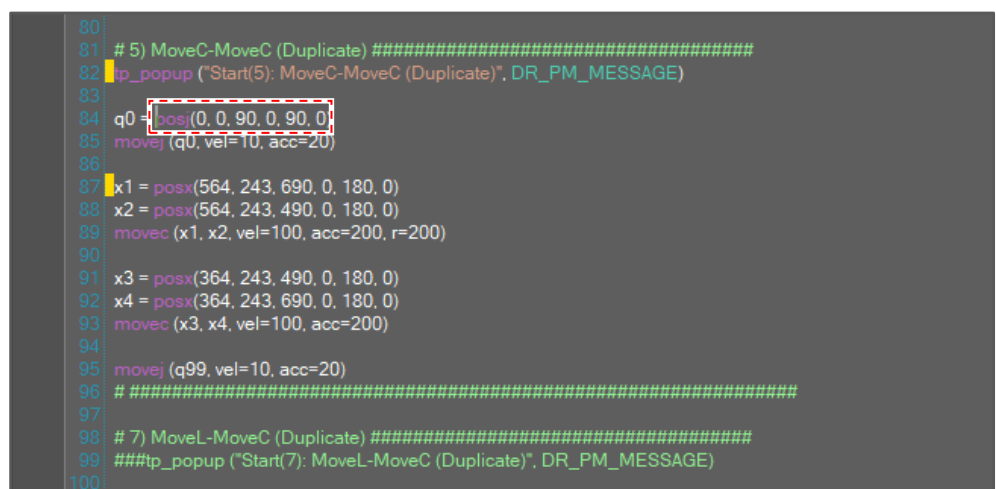 80
81 # 5) MoveC-MoveC (Duplicate) ####################################
82 tp_popup ("Start(5): MoveC-MoveC (Duplicate)", DR_PM_MESSAGE)
83
84 q0 = posj(0, 0, 90, 0, 90, 0
85 movej (q0, vel=10, acc=20)
86
87 x1 = posx(564, 243, 690, 0, 180, 0)
88 x2 = posx(564, 243, 490, 0, 180, 0)
89 movec (x1, x2, vel=100, acc=200, r=200)
90
91 x3 = posx(364, 243, 490, 0, 180, 0)
92 x4 = posx(364, 243, 690, 0, 180, 0)
93 movec (x3, x4, vel=100, acc=200)
94
95 movej (q99, vel=10, acc=20)
96 # ###############################################################
97
98 # 7) MoveL-MoveC (Duplicate) ####################################
99 ###tp_popup ("Start(7): MoveL-MoveC (Duplicate)", DR_PM_MESSAGE)
100